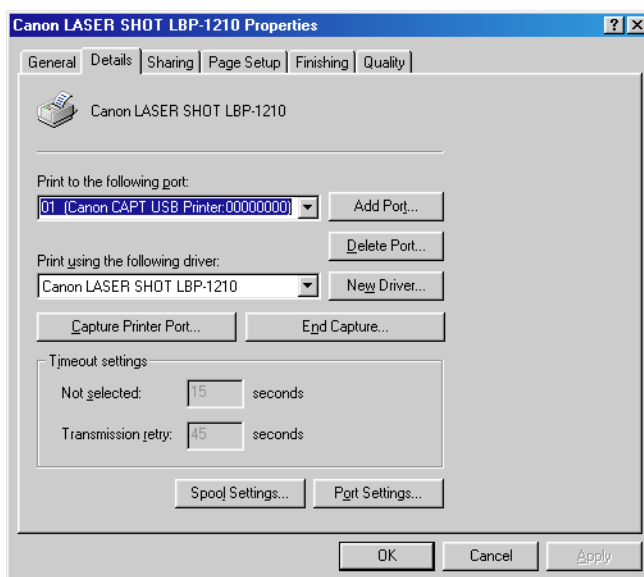 Canon LASER SHOT LBP-1210 Properties
General Details Sharing Page Setup Finishing Quality
Canon LASER SHOT LBP-1210
Print to the following port:
01 (Canon CAPT USB Printer:00000000) Add Port...
Delete Port...
Print using the following driver:
Canon LASER SHOT LBP-1210 New Driver...
Capture Printer Port... End Capture...
Timeout settings
Not selected: 15 seconds
Transmission retry: 45 seconds
Spool Settings... Port Settings...
OK Cancel Apply